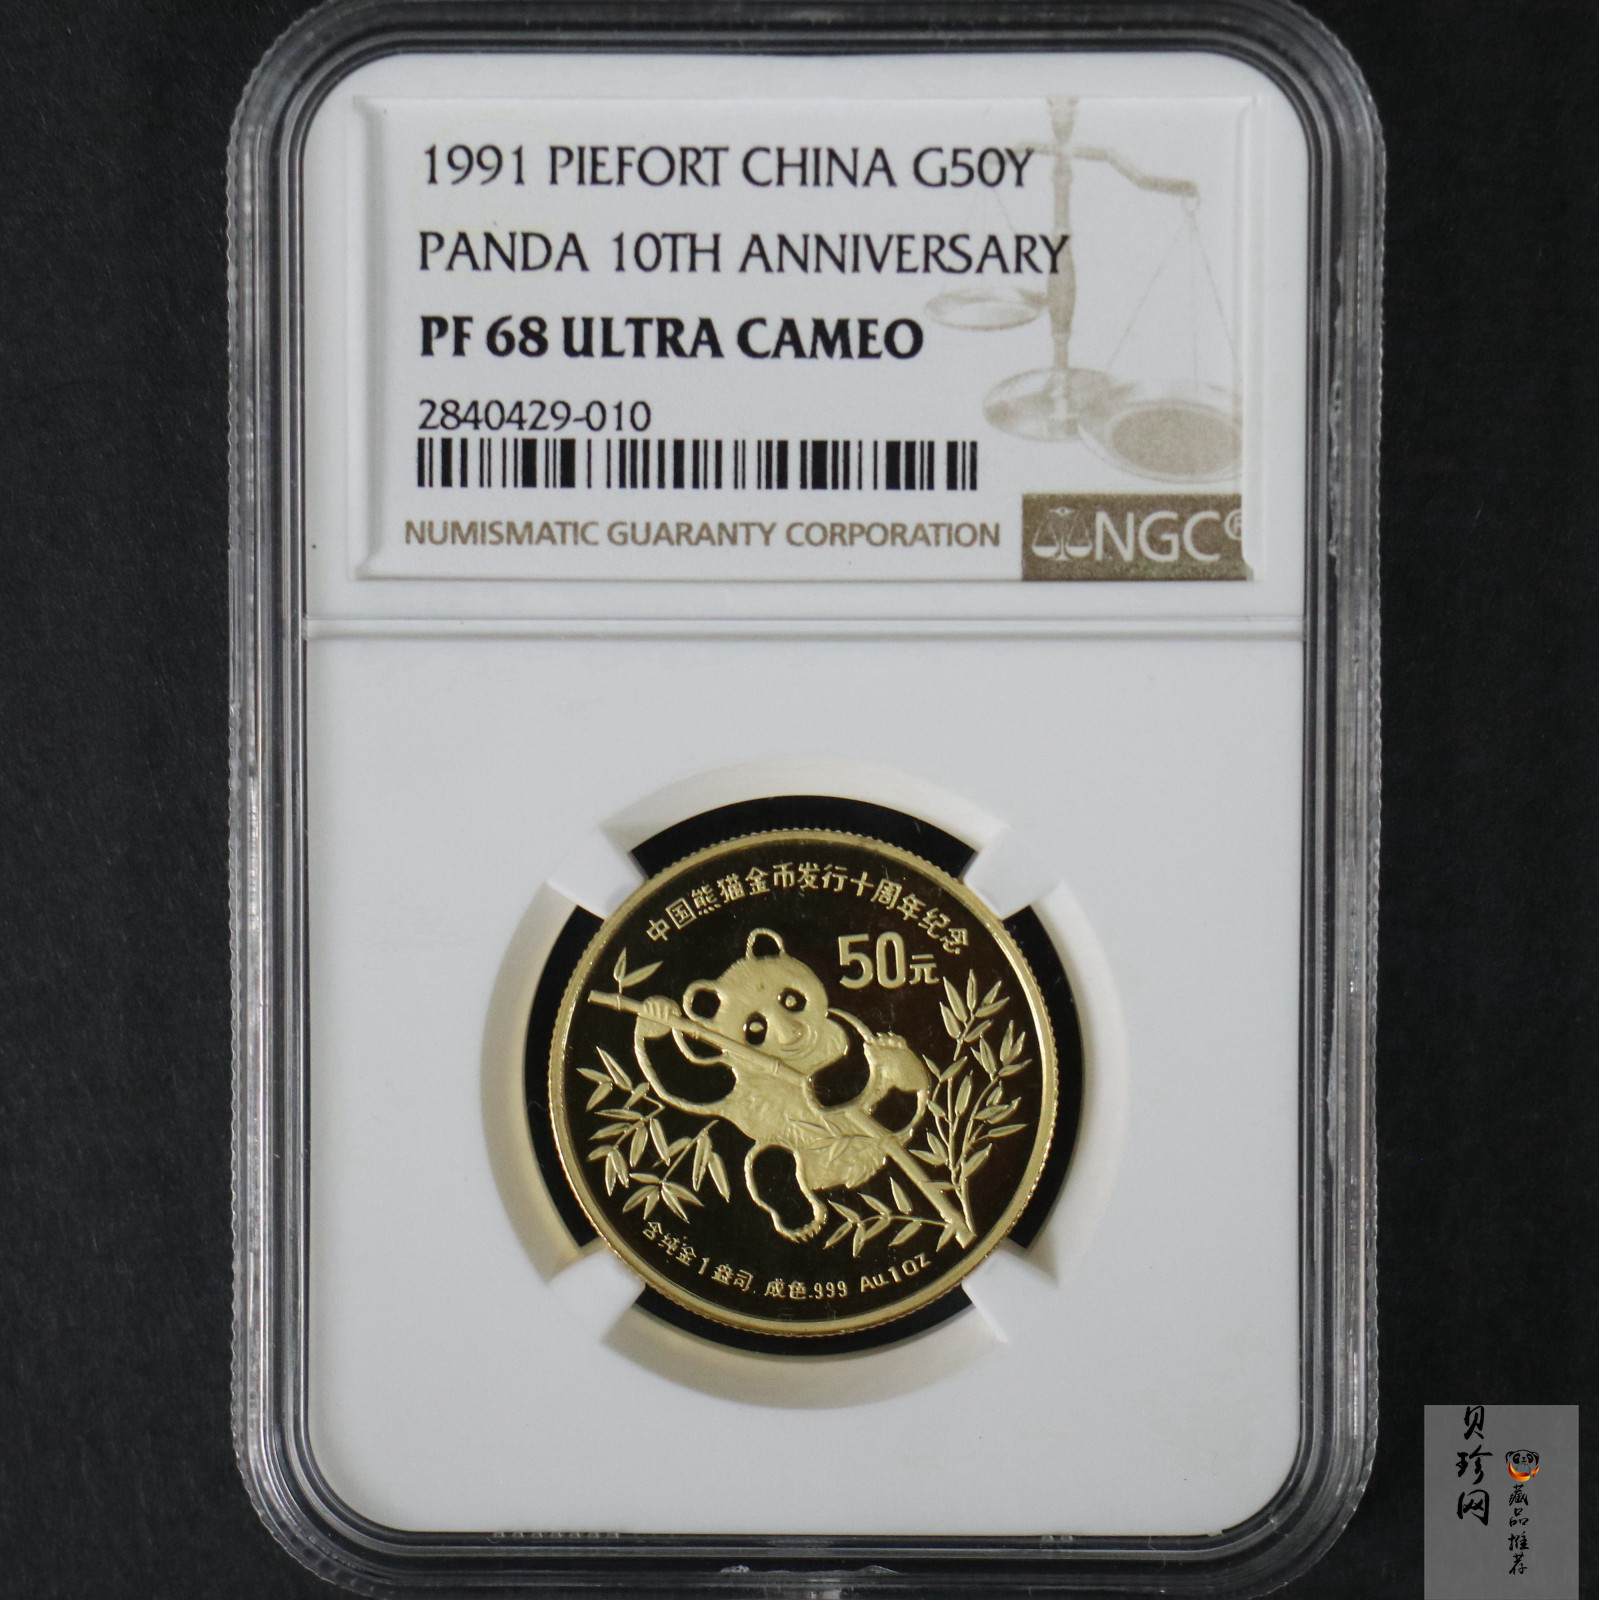 1991 PIEFORT CHINA G50Y
PANDA 10TH ANNIVERSARY
PF 68 ULTRA CAMEO
2840429-010
NUMISMATIC GUARANTY CORPORATION
NGC®
中国熊猫金币发行十周年纪念
50元
含纯金1盎司 成色.999 Au.1OZ
贝珍网
藏品推荐